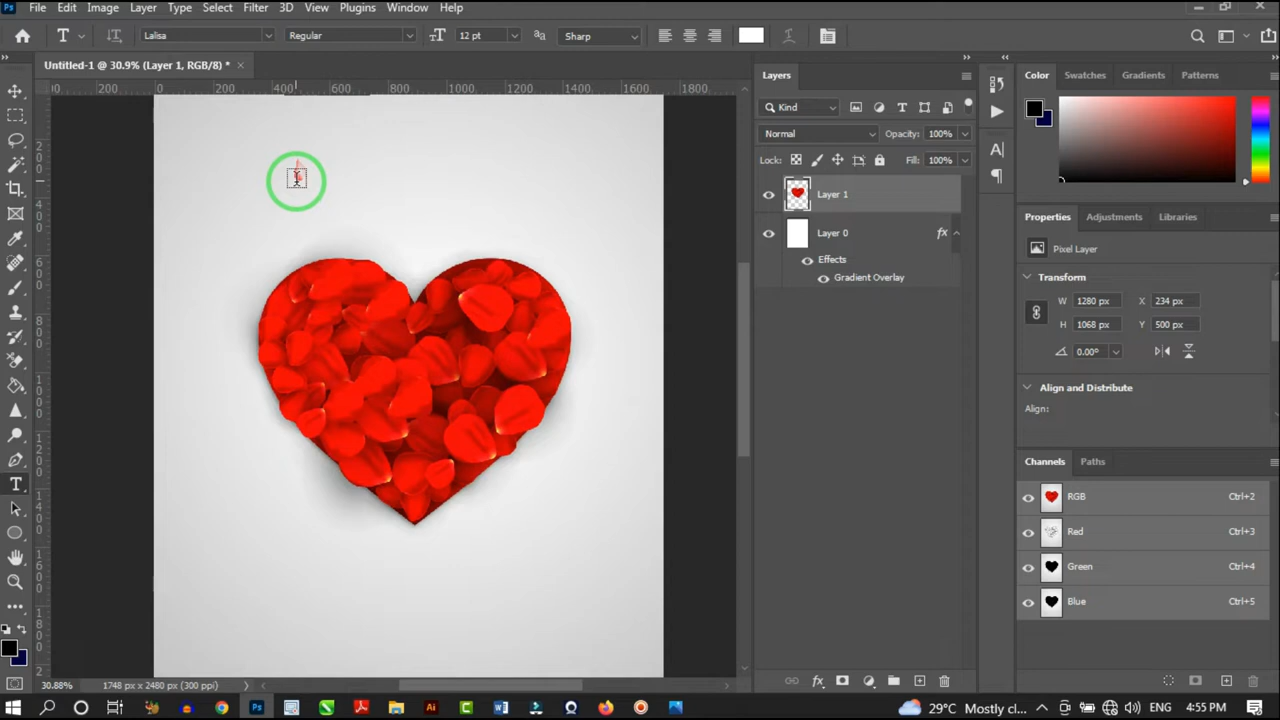 Ps File Edit Image Layer Type Select Filter 3D View Plugins Window Help
T Lalisa Regular 12 pt Sharp
Untitled-1 @ 30.9% (Layer 1, RGB/8) *
200 0 200 400 600 800 1000 1200 1400 1600 1800
Layers
Kind
Normal Opacity: 100%
Lock: Fill: 100%
Layer 1
Layer 0 fx
Effects
Gradient Overlay
Color Swatches Gradients Patterns
Properties Adjustments Libraries
Pixel Layer
Transform
W 1280 px X 234 px
H 1068 px Y 500 px
0.00°
Align and Distribute
Align:
Channels Paths
RGB Ctrl+2
Red Ctrl+3
Green Ctrl+4
Blue Ctrl+5
30.88% 1748 px x 2480 px (300 ppi)
29°C Mostly cl... 4:55 PM